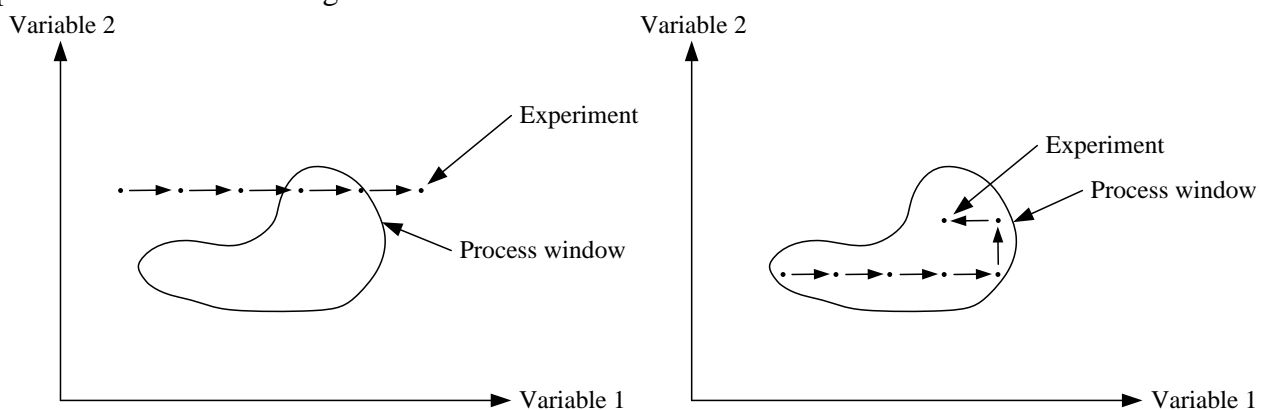 Variable 2
Experiment
Process window
Variable 1
Variable 2
Experiment
Process window
Variable 1